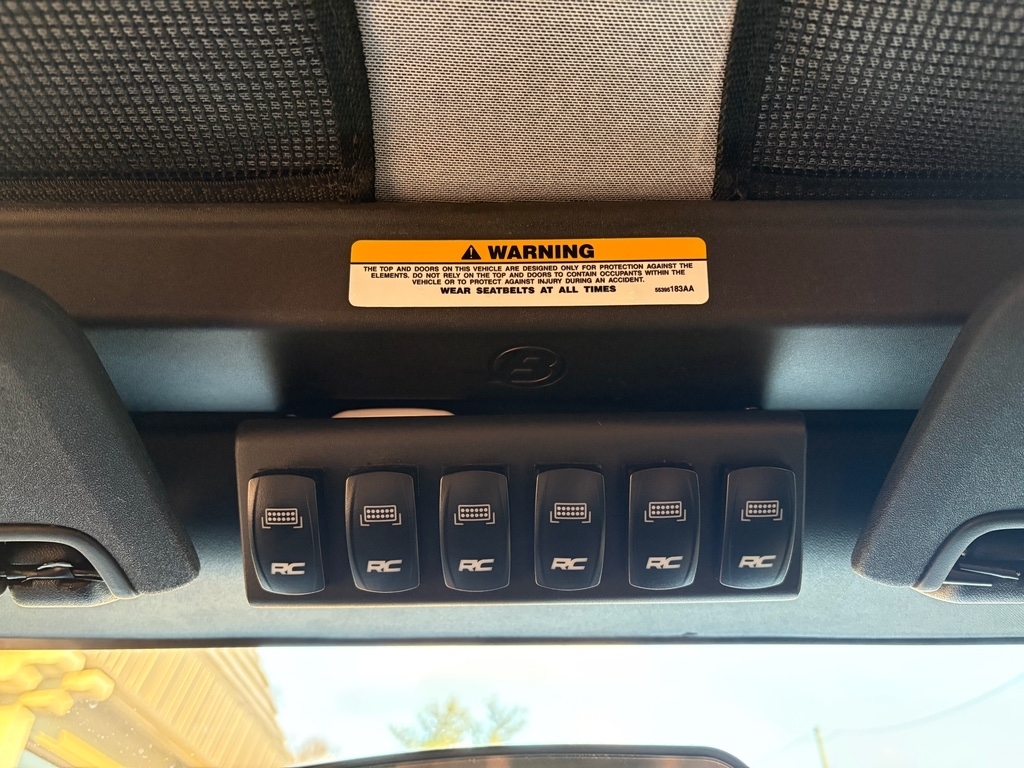 WARNING
THE TOP AND DOORS ON THIS VEHICLE ARE DESIGNED ONLY FOR PROTECTION AGAINST THE
ELEMENTS. DO NOT RELY ON THE TOP AND DOORS TO CONTAIN OCCUPANTS WITHIN THE
VEHICLE OR TO PROTECT AGAINST INJURY DURING AN ACCIDENT.
WEAR SEATBELTS AT ALL TIMES 55395183AA
RC RC RC RC RC RC